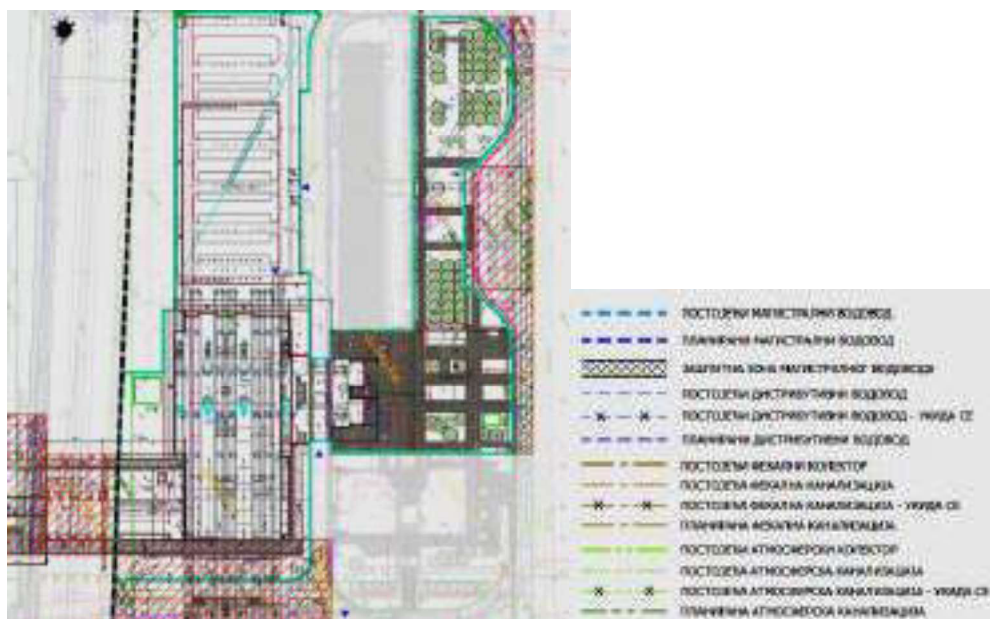 ПОСТОЈЕЋИ МАГИСТРАЛНИ ВОДОВОД
ПЛАНИРАНИ МАГИСТРАЛНИ ВОДОВОД
ЗАШТИТНА ЗОНА МАГИСТРАЛНОГ ВОДОВОДА
ПОСТОЈЕЋИ ДИСТРИБУТИВНИ ВОДОВОД
ПОСТОЈЕЋИ ДИСТРИБУТИВНИ ВОДОВОД - УКИДА СЕ
ПЛАНИРАНИ ДИСТРИБУТИВНИ ВОДОВОД
ПОСТОЈЕЋИ ФЕКАЛНИ КОЛЕКТОР
ПОСТОЈЕЋА ФЕКАЛНА КАНАЛИЗАЦИЈА
ПОСТОЈЕЋА ФЕКАЛНА КАНАЛИЗАЦИЈА - УКИДА СЕ
ПЛАНИРАНА ФЕКАЛНА КАНАЛИЗАЦИЈА
ПОСТОЈЕЋИ АТМОСФЕРСКИ КОЛЕКТОР
ПОСТОЈЕЋА АТМОСФЕРСКА КАНАЛИЗАЦИЈА
ПОСТОЈЕЋА АТМОСФЕРСКА КАНАЛИЗАЦИЈА - УКИДА СЕ
ПЛАНИРАНА АТМОСФЕРСКА КАНАЛИЗАЦИЈА